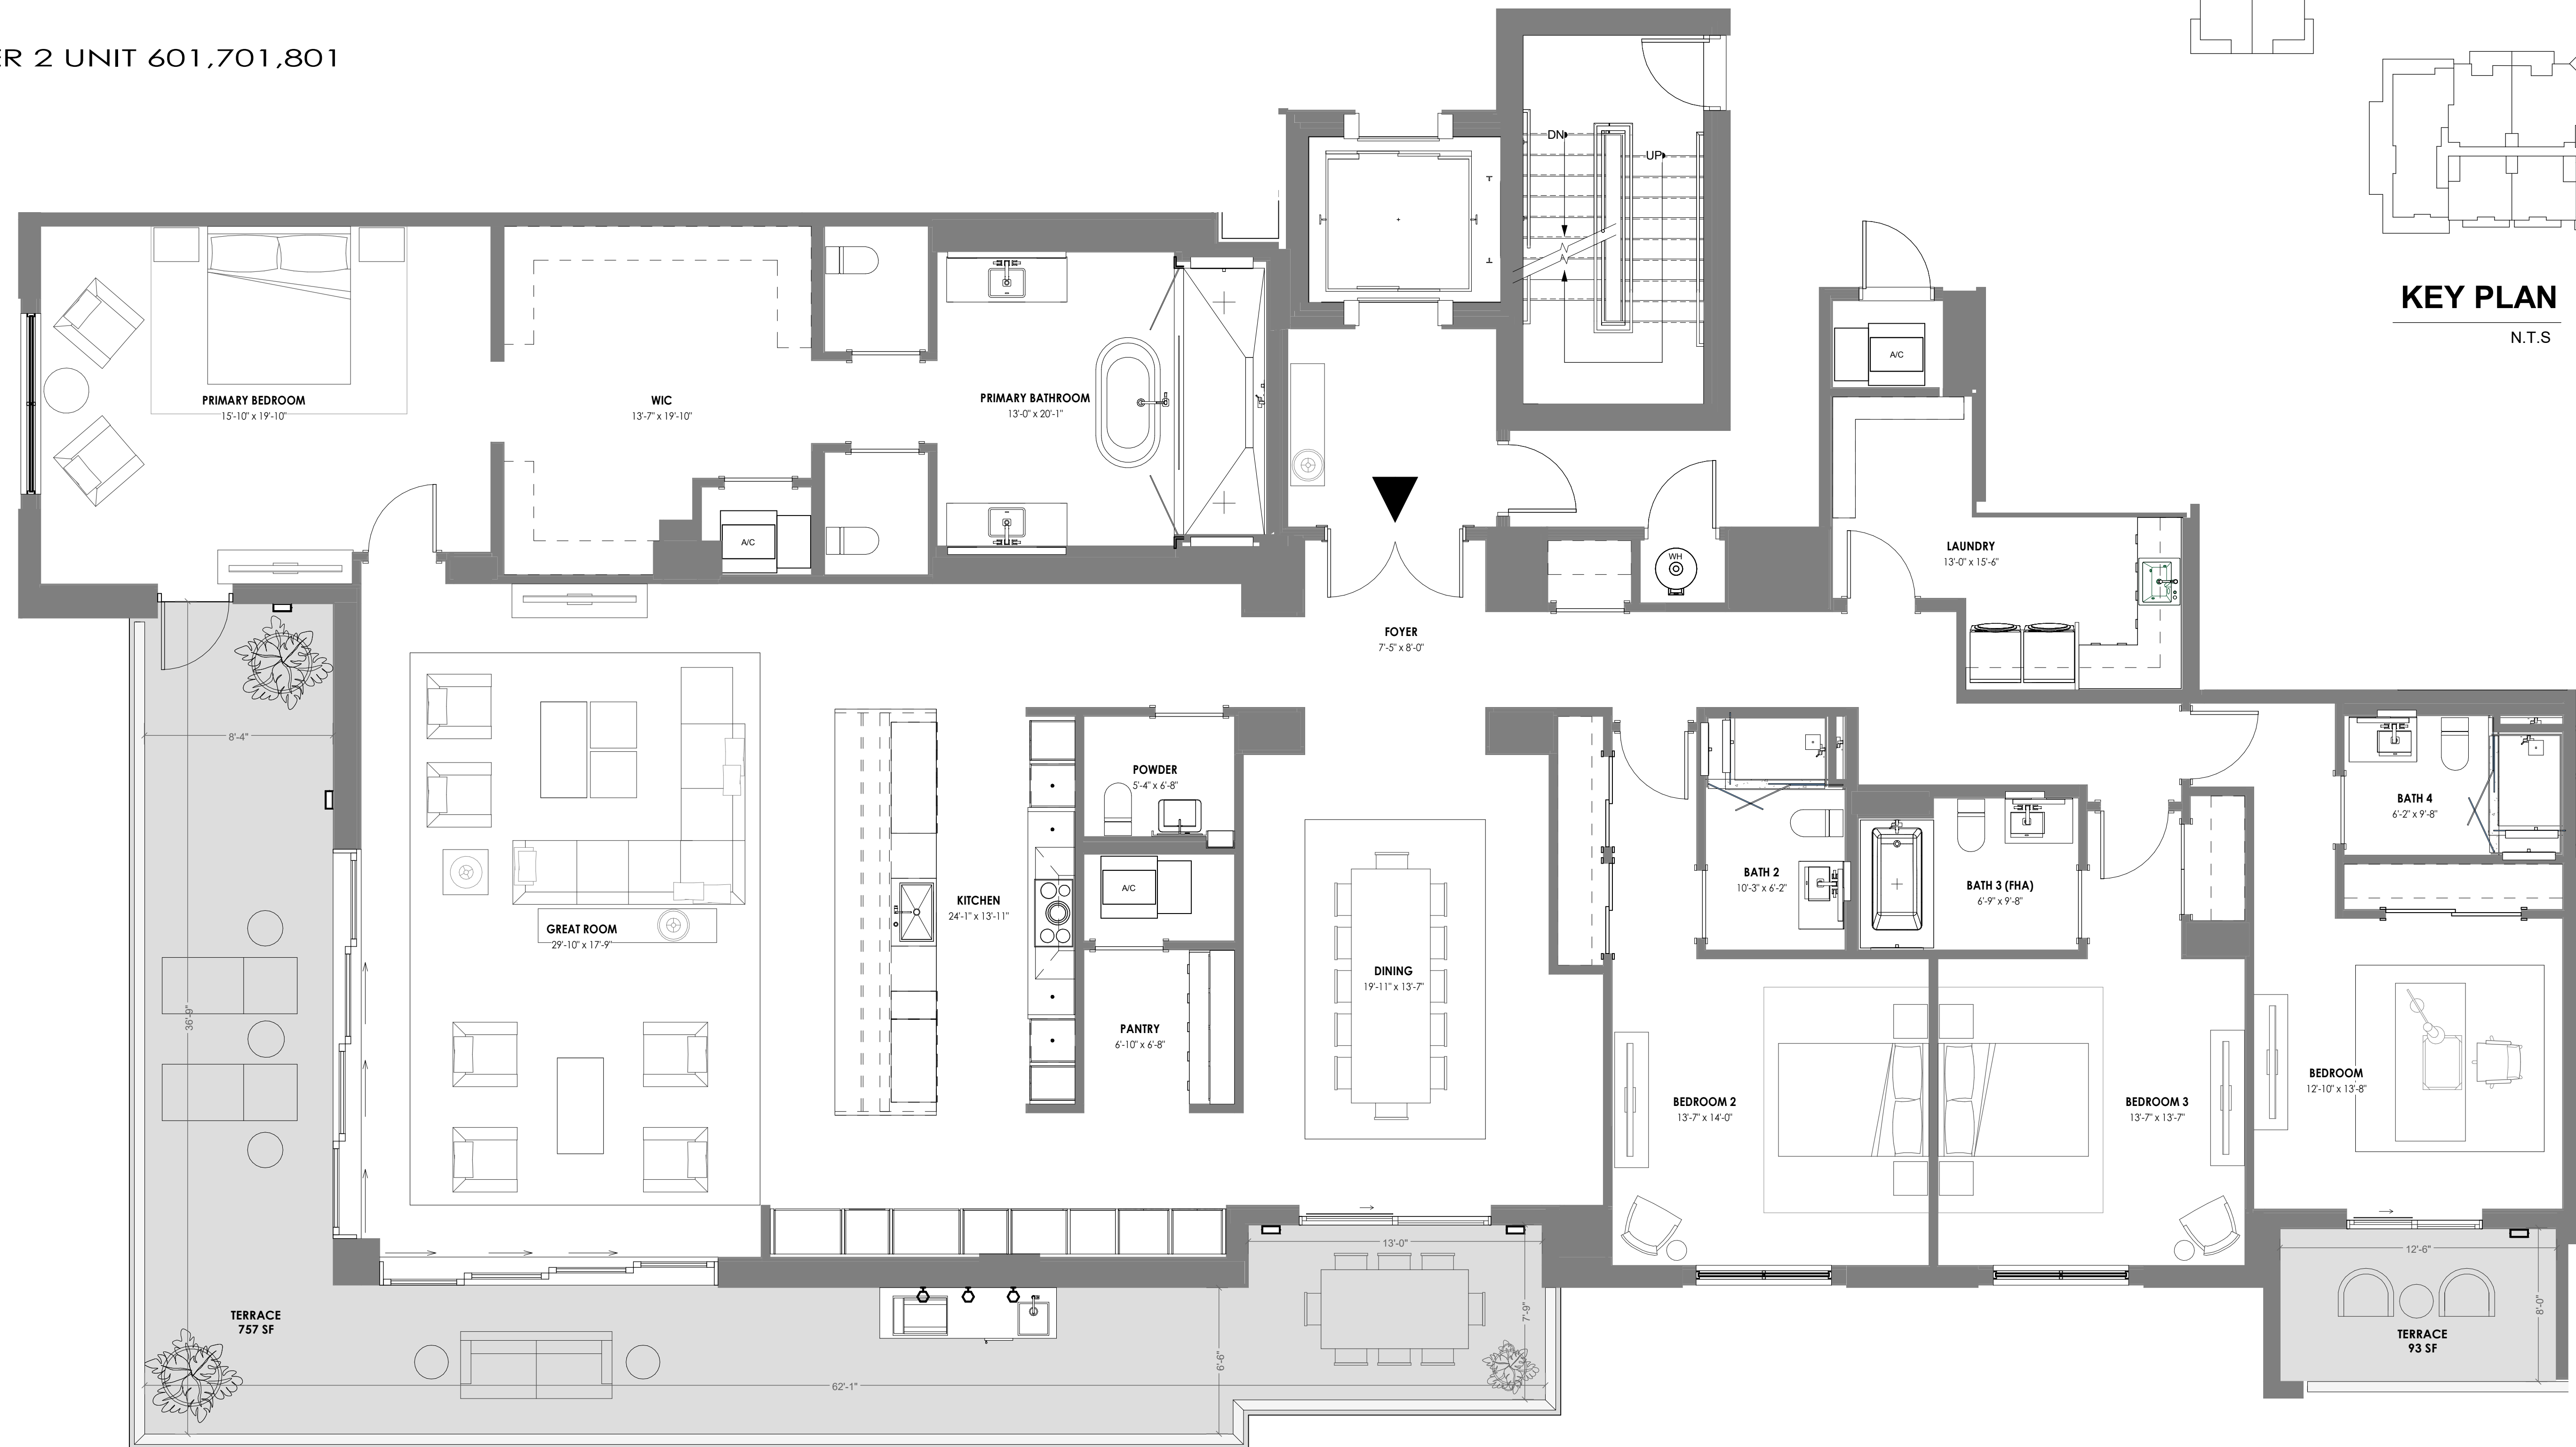 ER 2 UNIT 601,701,801
KEY PLAN
N.T.S
DN
UP
A/C
PRIMARY BEDROOM
15'-10" x 19'-10"
WIC
13'-7" x 19'-10"
PRIMARY BATHROOM
13'-0" x 20'-1"
A/C
WH
LAUNDRY
13'-0" x 15'-6"
FOYER
7'-5" x 8'-0"
8'-4"
POWDER
5'-4" x 6'-8"
A/C
KITCHEN
24'-1" x 13'-11"
GREAT ROOM
29'-10" x 17'-9"
36'-9"
PANTRY
6'-10" x 6'-8"
DINING
19'-11" x 13'-7"
BATH 2
10'-3" x 6'-2"
BATH 3 (FHA)
6'-9" x 9'-8"
BATH 4
6'-2" x 9'-8"
BEDROOM 2
13'-7" x 14'-0"
BEDROOM 3
13'-7" x 13'-7"
BEDROOM
12'-10" x 13'-8"
13'-0"
12'-6"
TERRACE
757 SF
7'-9"
6'-6"
62'-1"
8'-0"
TERRACE
93 SF